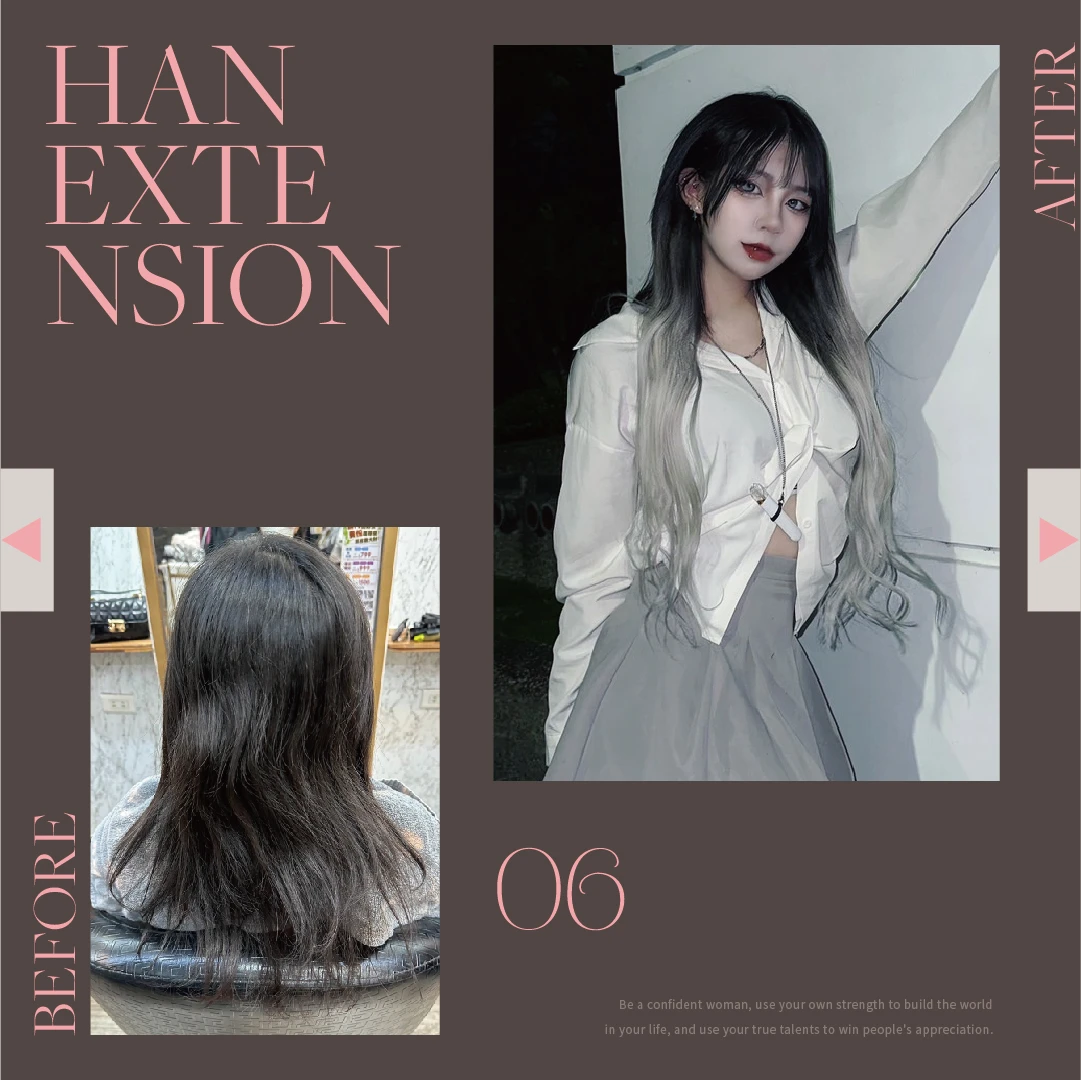 HAN
EXTE
NSION
AFTER
BEFORE
06
Be a confident woman, use your own strength to build the world
in your life, and use your true talents to win people's appreciation.